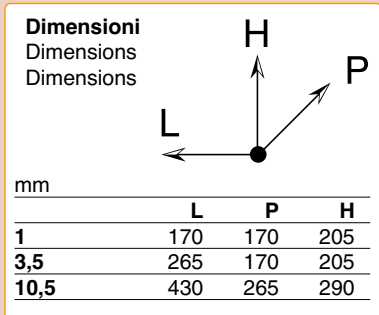 Dimensioni
Dimensions
Dimensions
H
P
L
mm
L P H
1 170 170 205
3,5 265 170 205
10,5 430 265 290